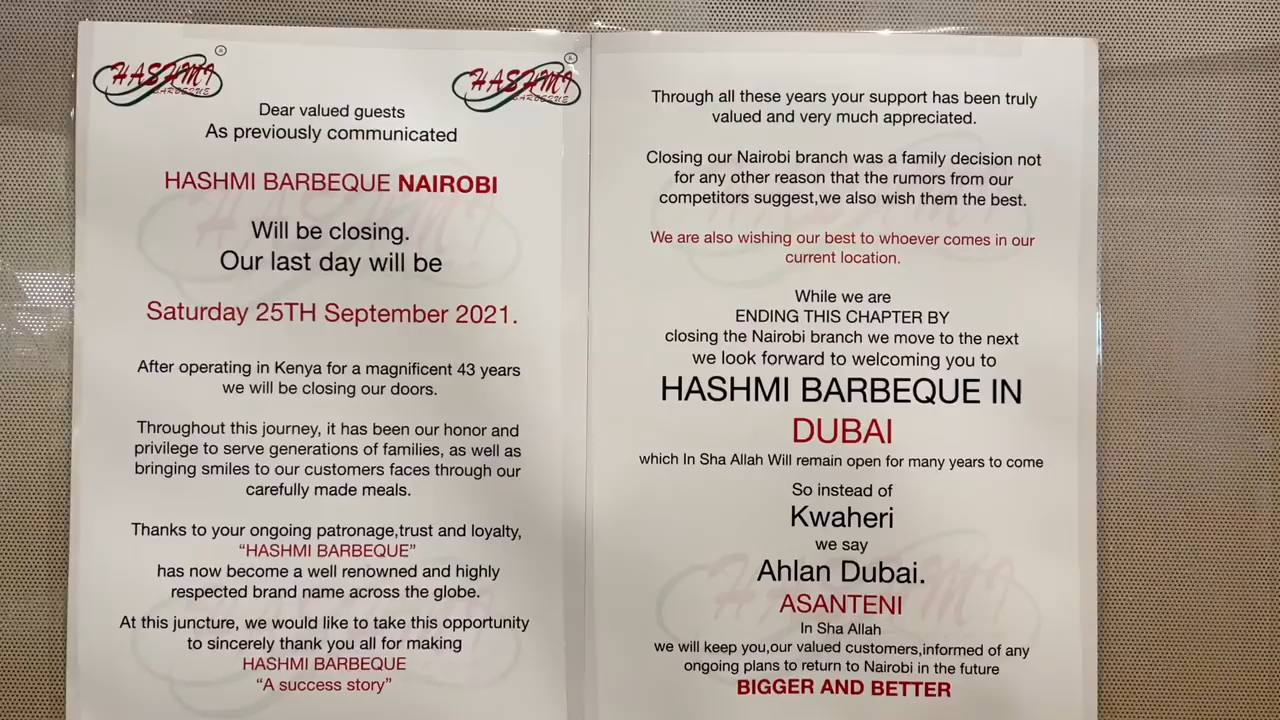 HASHMI
BARBEQUE
®
HASHMI
BARBEQUE
®
Dear valued guests
As previously communicated
HASHMI BARBEQUE NAIROBI
Will be closing.
Our last day will be
Saturday 25TH September 2021.
After operating in Kenya for a magnificent 43 years
we will be closing our doors.
Throughout this journey, it has been our honor and
privilege to serve generations of families, as well as
bringing smiles to our customers faces through our
carefully made meals.
Thanks to your ongoing patronage,trust and loyalty,
“HASHMI BARBEQUE”
has now become a well renowned and highly
respected brand name across the globe.
At this juncture, we would like to take this opportunity
to sincerely thank you all for making
HASHMI BARBEQUE
“A success story”
Through all these years your support has been truly
valued and very much appreciated.
Closing our Nairobi branch was a family decision not
for any other reason that the rumors from our
competitors suggest,we also wish them the best.
We are also wishing our best to whoever comes in our
current location.
While we are
ENDING THIS CHAPTER BY
closing the Nairobi branch we move to the next
we look forward to welcoming you to
HASHMI BARBEQUE IN
DUBAI
which In Sha Allah Will remain open for many years to come
So instead of
Kwaheri
we say
Ahlan Dubai.
ASANTENI
In Sha Allah
we will keep you,our valued customers,informed of any
ongoing plans to return to Nairobi in the future
BIGGER AND BETTER